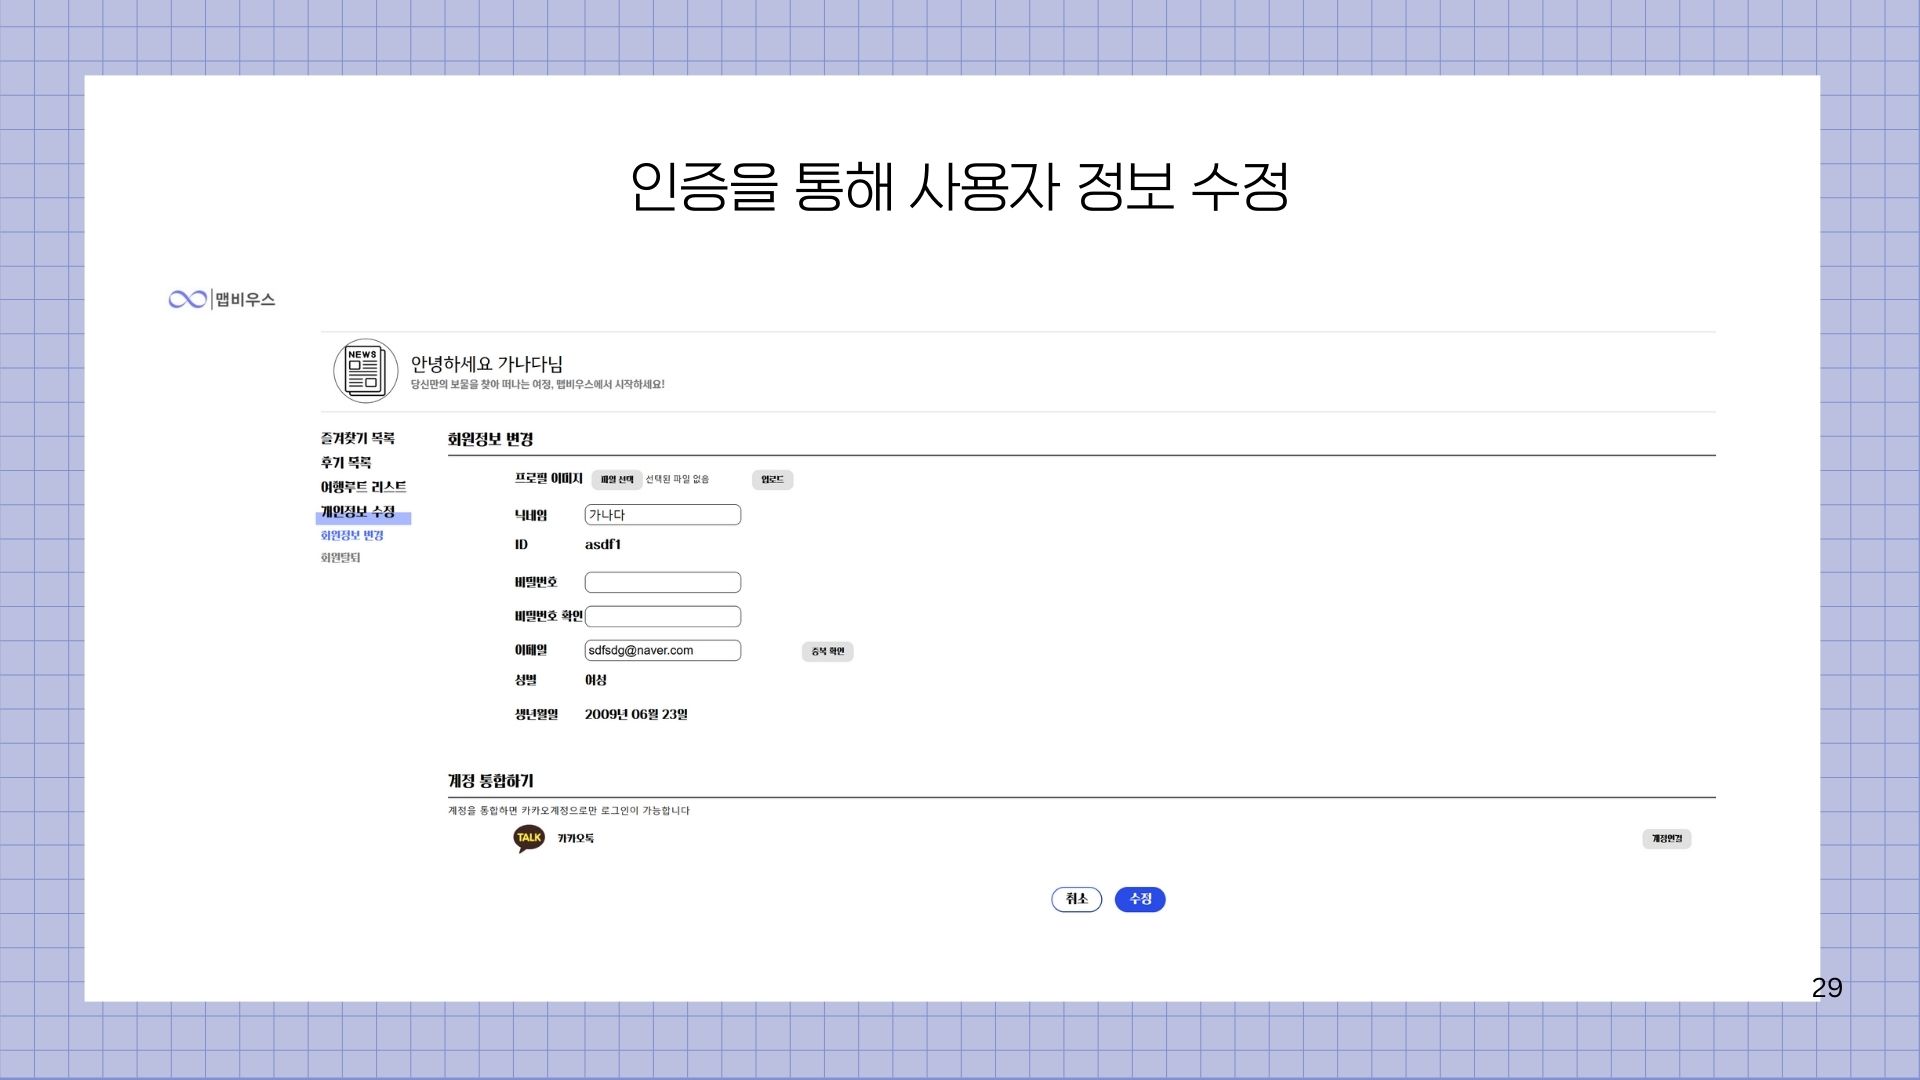 인증을 통해 사용자 정보 수정
맵비우스
NEWS
안녕하세요 가나다님
당신만의 보물을 찾아 떠나는 여정, 맵비우스에서 시작하세요!
즐겨찾기 목록
후기 목록
여행루트 리스트
개인정보 수정
회원정보 변경
회원탈퇴
회원정보 변경
프로필 이미지 파일 선택 선택된 파일 없음 업로드
닉네임 가나다
ID asdf1
비밀번호
비밀번호 확인
이메일 sdfsdg@naver.com 중복 확인
성별 여성
생년월일 2009년 06월 23일
계정 통합하기
계정을 통합하면 카카오계정으로만 로그인이 가능합니다
TALK 카카오톡 계정연결
취소 수정
29